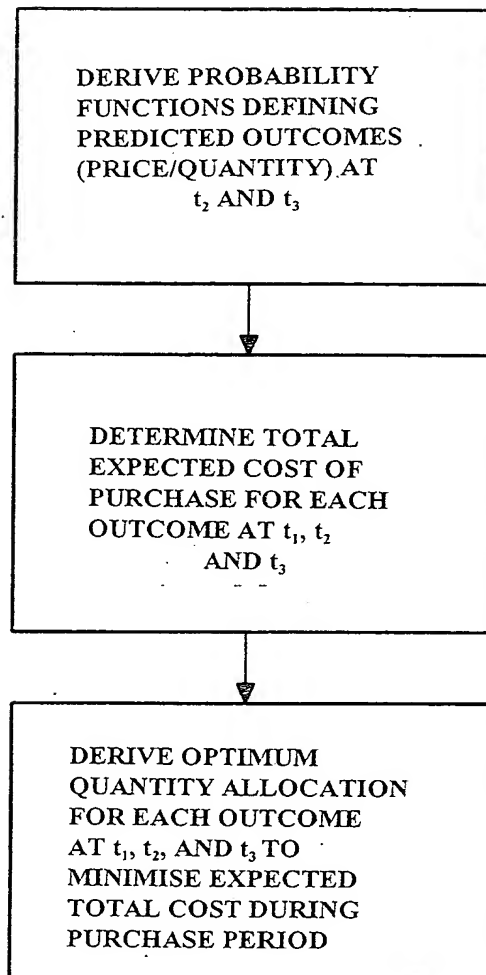 DERIVE PROBABILITY
FUNCTIONS DEFINING
PREDICTED OUTCOMES
(PRICE/QUANTITY) AT
t₂ AND t₃
DETERMINE TOTAL
EXPECTED COST OF
PURCHASE FOR EACH
OUTCOME AT t₁, t₂
AND t₃
DERIVE OPTIMUM
QUANTITY ALLOCATION
FOR EACH OUTCOME
AT t₁, t₂, AND t₃ TO
MINIMISE EXPECTED
TOTAL COST DURING
PURCHASE PERIOD